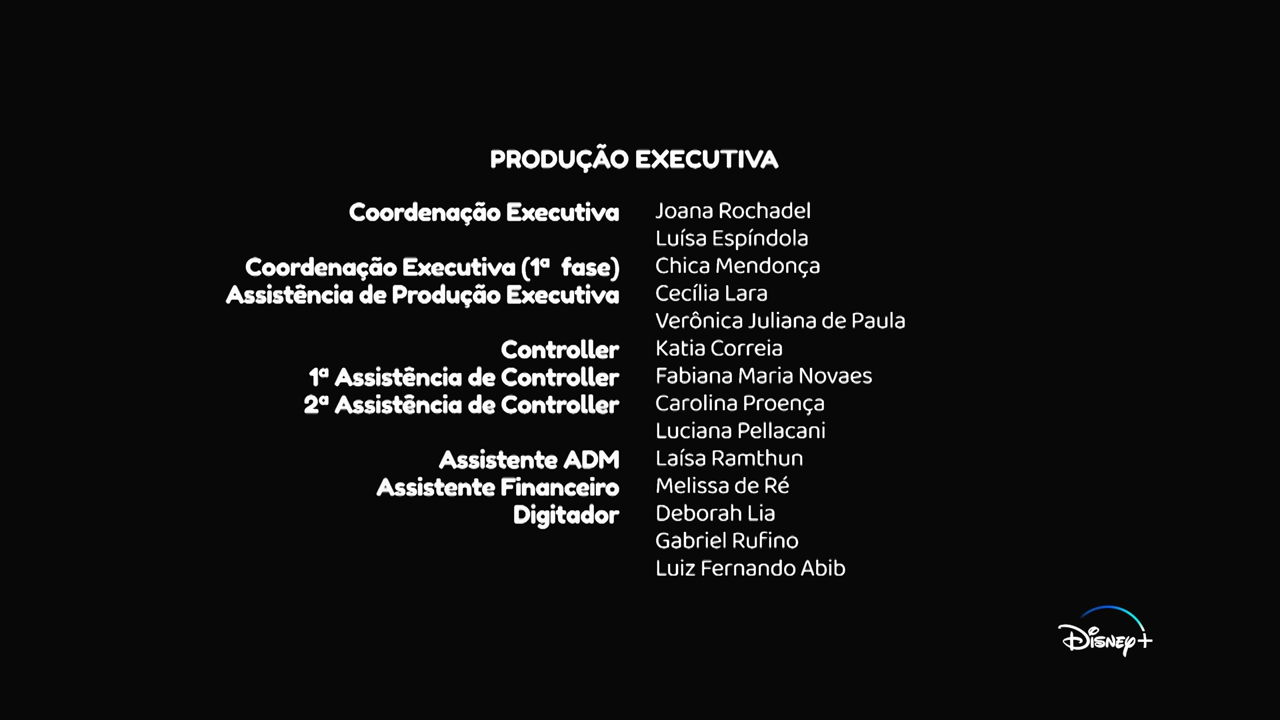 PRODUÇÃO EXECUTIVA
Coordenação Executiva Joana Rochadel
Luísa Espíndola
Coordenação Executiva (1ª fase) Chica Mendonça
Assistência de Produção Executiva Cecília Lara
Verônica Juliana de Paula
Controller Katia Correia
1ª Assistência de Controller Fabiana Maria Novaes
2ª Assistência de Controller Carolina Proença
Luciana Pellacani
Assistente ADM Laísa Ramthun
Assistente Financeiro Melissa de Ré
Digitador Deborah Lia
Gabriel Rufino
Luiz Fernando Abib
Disney+